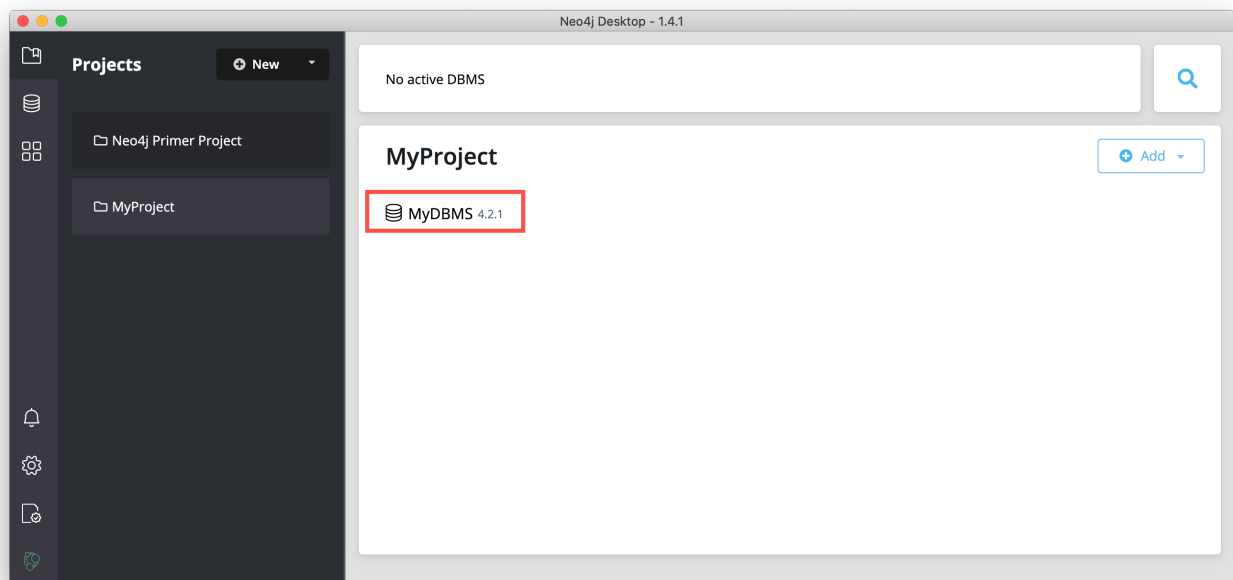 Neo4j Desktop - 1.4.1
Projects
New
Neo4j Primer Project
MyProject
No active DBMS
MyProject
Add
MyDBMS 4.2.1